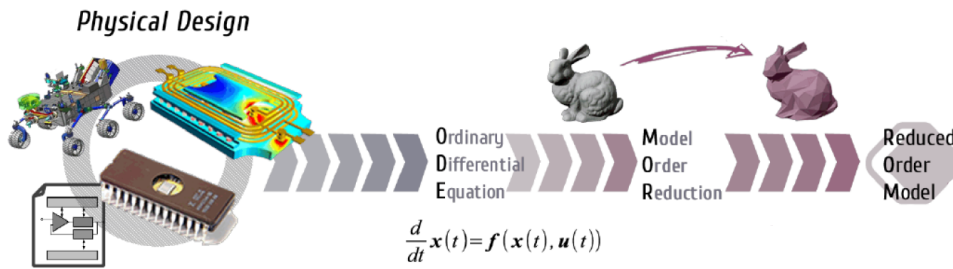 Physical Design
Ordinary
Differential
Equation
Model
Order
Reduction
Reduced
Order
Model
d/dt x(t)=f(x(t),u(t))